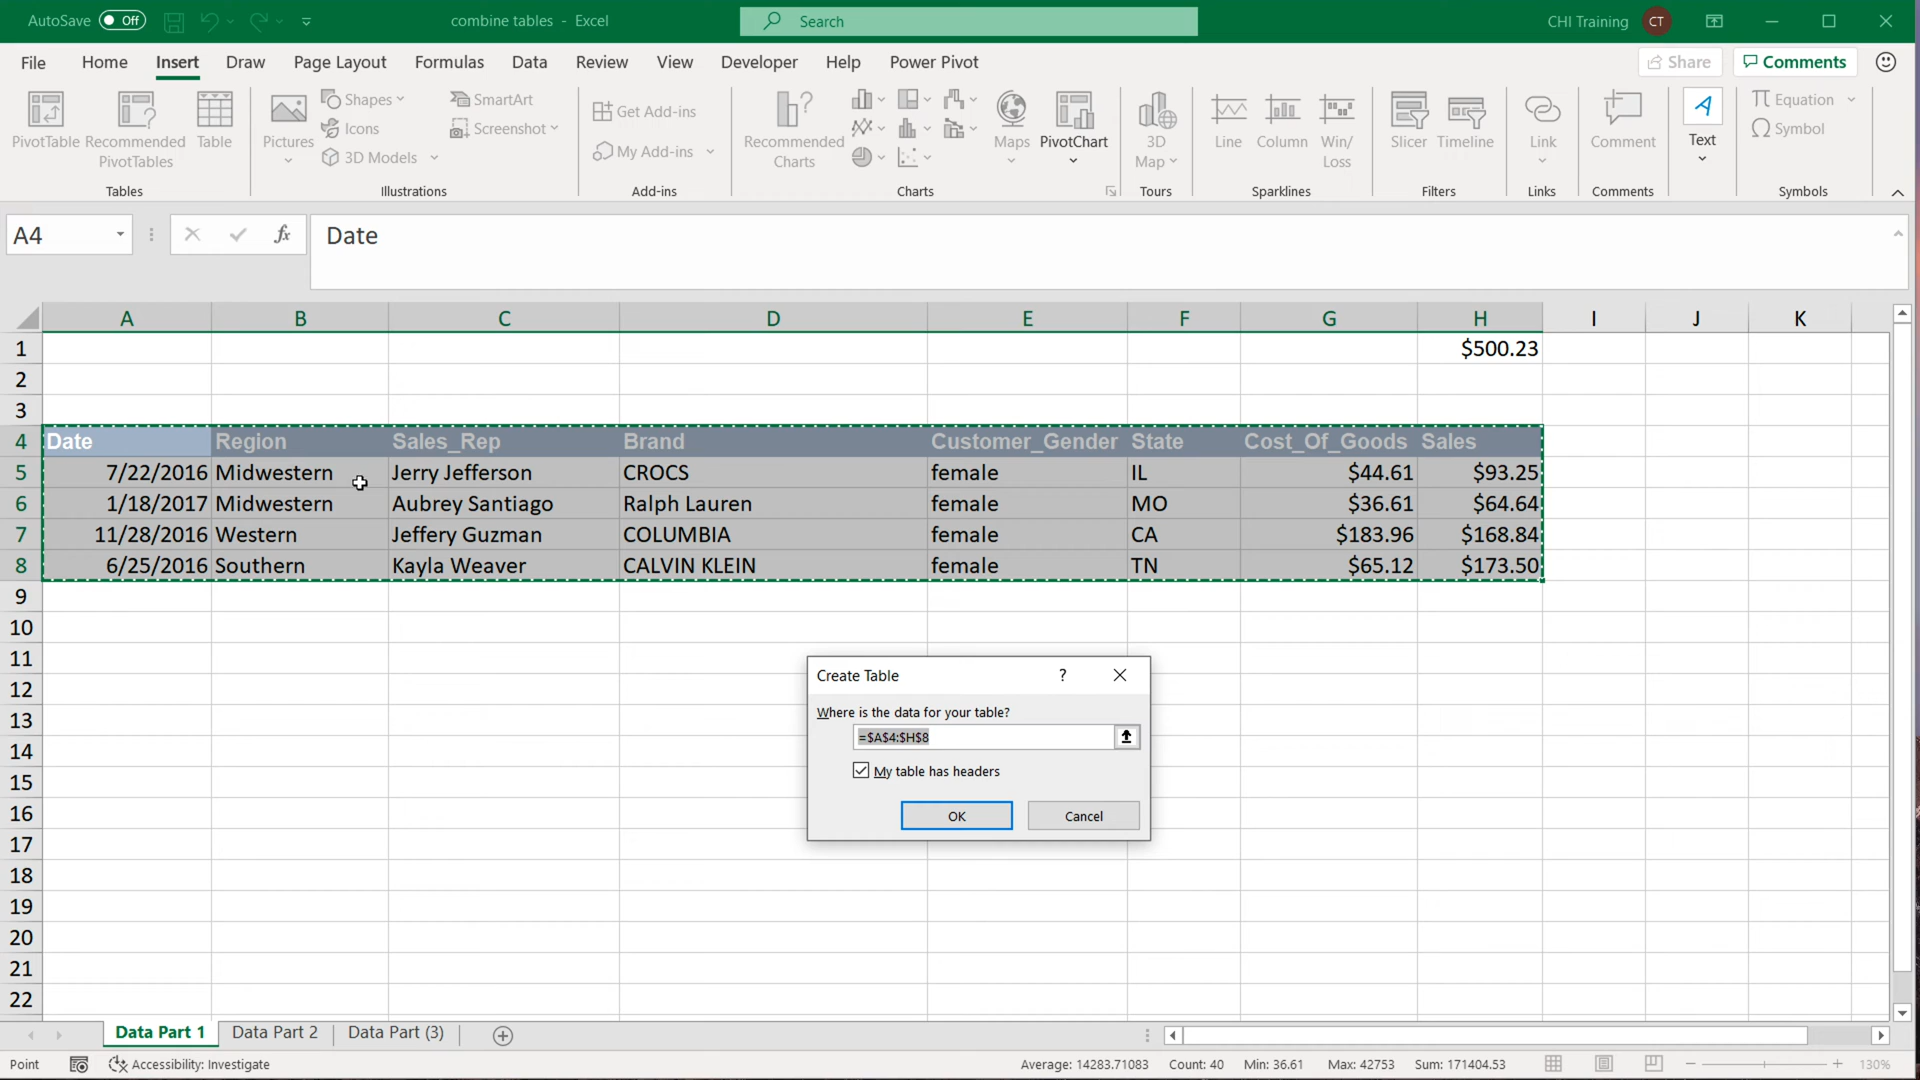 AutoSave Off combine tables - Excel Search CHI Training CT
File Home Insert Draw Page Layout Formulas Data Review View Developer Help Power Pivot Share Comments
PivotTable Recommended PivotTables Table
Tables
Pictures Shapes Icons 3D Models SmartArt Screenshot
Illustrations
Get Add-ins
My Add-ins
Add-ins
Recommended Charts Maps PivotChart
Charts
3D Map
Tours
Line Column Win/Loss
Sparklines
Slicer Timeline
Filters
Link
Links
Comment
Comments
Text
Equation
Symbol
Symbols
A4 fx Date
A B C D E F G H I J K
1 $500.23
2
3
4 Date Region Sales_Rep Brand Customer_Gender State Cost_Of_Goods Sales
5 7/22/2016 Midwestern Jerry Jefferson CROCS female IL $44.61 $93.25
6 1/18/2017 Midwestern Aubrey Santiago Ralph Lauren female MO $36.61 $64.64
7 11/28/2016 Western Jeffery Guzman COLUMBIA female CA $183.96 $168.84
8 6/25/2016 Southern Kayla Weaver CALVIN KLEIN female TN $65.12 $173.50
9
10
11
12
13
14
15
16
17
18
19
20
21
22
Create Table ?
Where is the data for your table?
=$A$4:$H$8
My table has headers
OK Cancel
Data Part 1 Data Part 2 Data Part (3)
Point Accessibility: Investigate Average: 14283.71083 Count: 40 Min: 36.61 Max: 42753 Sum: 171404.53 130%